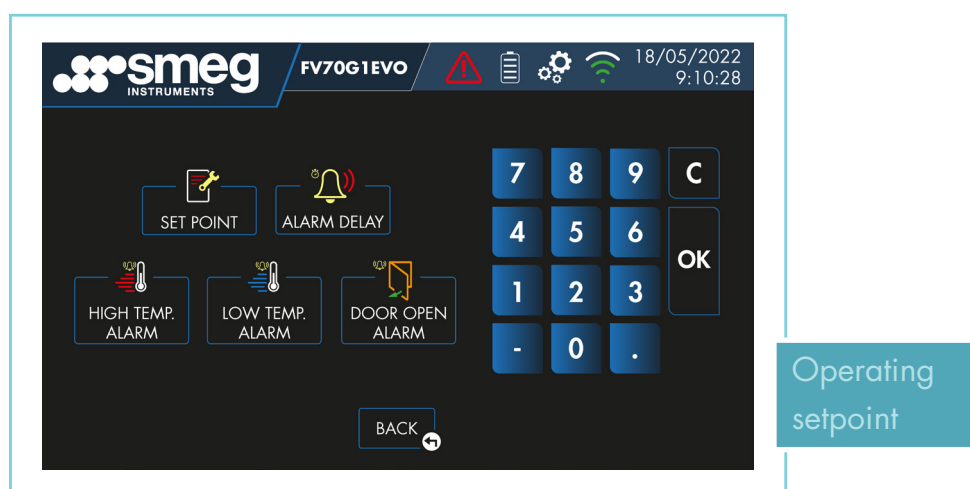 smeg
INSTRUMENTS
FV70G1EVO
18/05/2022
9:10:28
SET POINT
ALARM DELAY
HIGH TEMP.
ALARM
LOW TEMP.
ALARM
DOOR OPEN
ALARM
BACK
7 8 9 C
4 5 6
OK
1 2 3
- 0 .
Operating
setpoint